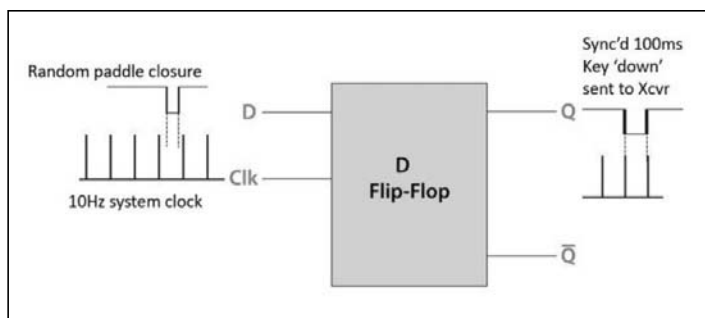 Random paddle closure
10Hz system clock
D
Clk
D
Flip-Flop
Q
Q̅
Sync'd 100ms
Key 'down'
sent to Xcvr